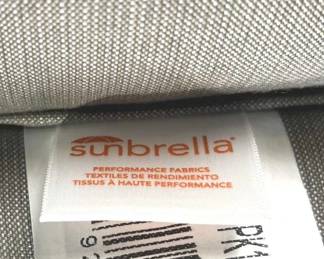 sunbrella®
PERFORMANCE FABRICS
TEXTILES DE RENDIMIENTO
TISSUS À HAUTE PERFORMANCE